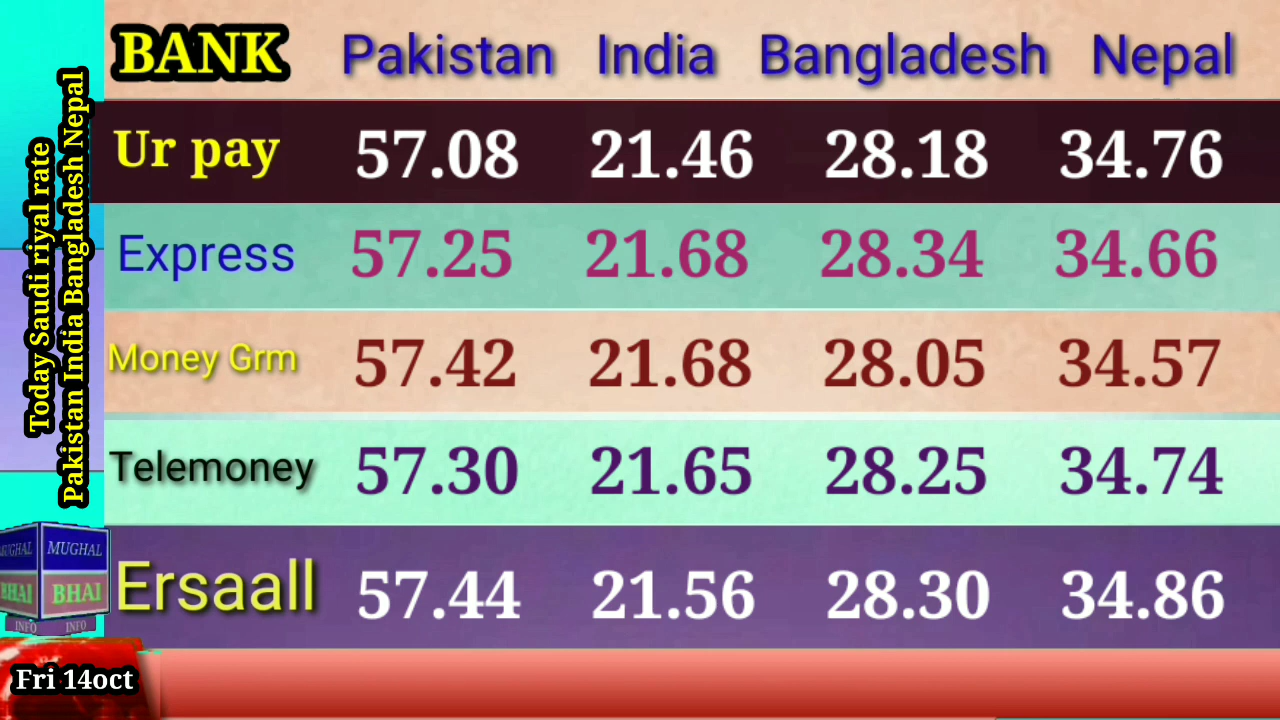 BANK Pakistan India Bangladesh Nepal
Ur pay 57.08 21.46 28.18 34.76
Express 57.25 21.68 28.34 34.66
Money Grm 57.42 21.68 28.05 34.57
Telemoney 57.30 21.65 28.25 34.74
Ersaall 57.44 21.56 28.30 34.86
Today Saudi riyal rate
Pakistan India Bangladesh Nepal
MUGHAL MUGHAL
BHAI BHAI
INFO INFO
Fri 14oct